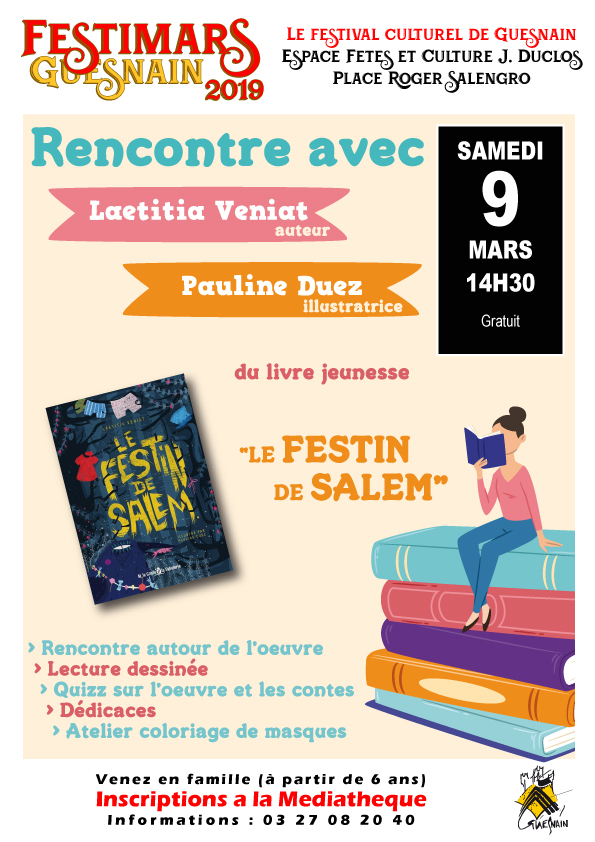 FESTIMARS
GUESNAIN
2019
LE FESTIVAL CULTUREL DE GUESNAIN
ESPACE FETES ET CULTURE J. DUCLOS
PLACE ROGER SALENGRO
Rencontre avec
SAMEDI
9
MARS
14H30
Gratuit
Laetitia Veniat
auteur
Pauline Duez
illustratrice
du livre jeunesse
"LE FESTIN
DE SALEM"
LAETITIA VENIAT
LE
FESTIN
DE
SALEM
> Rencontre autour de l'oeuvre
> Lecture dessinée
> Quizz sur l'oeuvre et les contes
> Dédicaces
> Atelier coloriage de masques
Venez en famille (à partir de 6 ans)
Inscriptions a la Mediatheque
Informations : 03 27 08 20 40
GUESNAIN